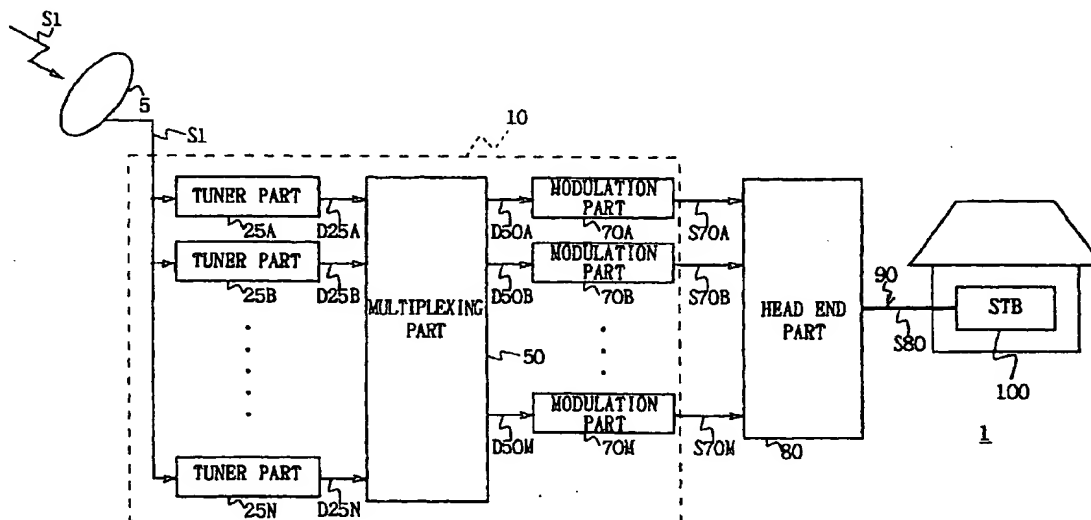 S1
5
S1
10
TUNER PART
25A
D25A
TUNER PART
25B
D25B
TUNER PART
25N
D25N
MULTIPLEXING
PART
50
D50A
MODULATION
PART
70A
S70A
D50B
MODULATION
PART
70B
S70B
D50M
MODULATION
PART
70M
S70M
HEAD END
PART
80
90
S80
STB
100
1